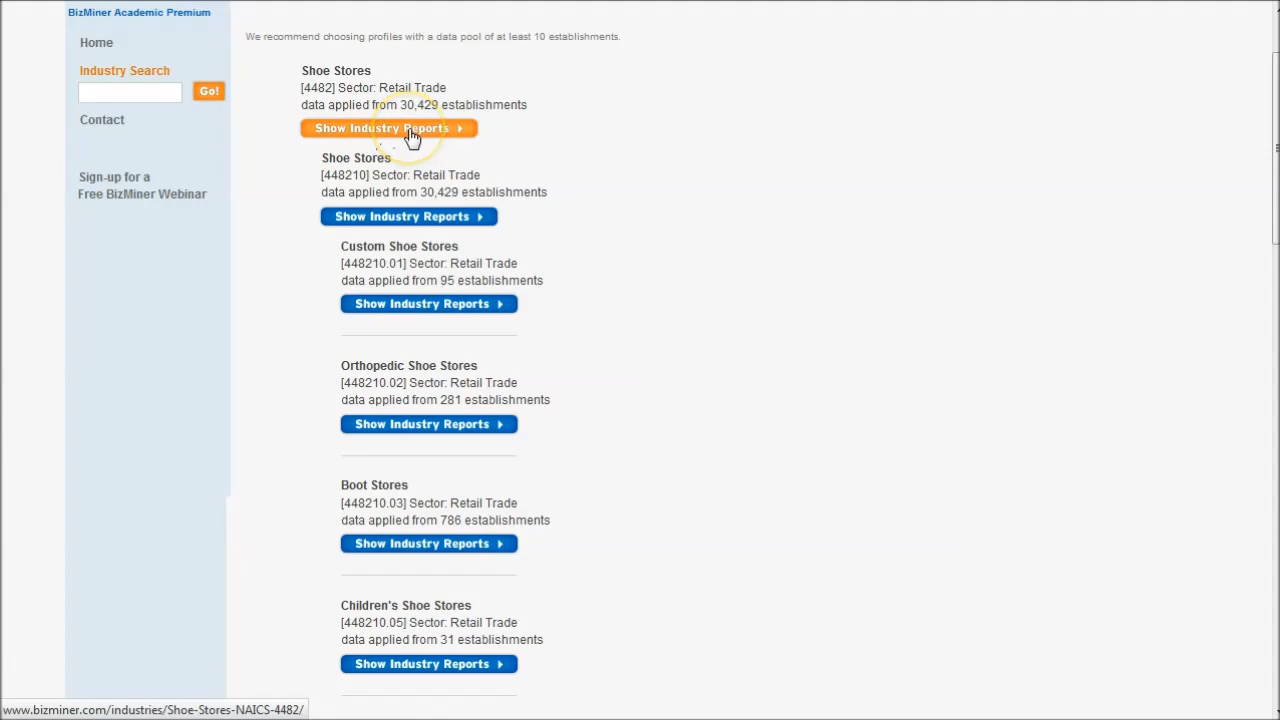 BizMiner Academic Premium
Home
Industry Search
Go!
Contact
Sign-up for a
Free BizMiner Webinar
We recommend choosing profiles with a data pool of at least 10 establishments.
Shoe Stores
[4482] Sector: Retail Trade
data applied from 30,429 establishments
Show Industry Reports
Shoe Stores
[448210] Sector: Retail Trade
data applied from 30,429 establishments
Show Industry Reports
Custom Shoe Stores
[448210.01] Sector: Retail Trade
data applied from 95 establishments
Show Industry Reports
Orthopedic Shoe Stores
[448210.02] Sector: Retail Trade
data applied from 281 establishments
Show Industry Reports
Boot Stores
[448210.03] Sector: Retail Trade
data applied from 786 establishments
Show Industry Reports
Children's Shoe Stores
[448210.05] Sector: Retail Trade
data applied from 31 establishments
Show Industry Reports
www.bizminer.com/industries/Shoe-Stores-NAICS-4482/